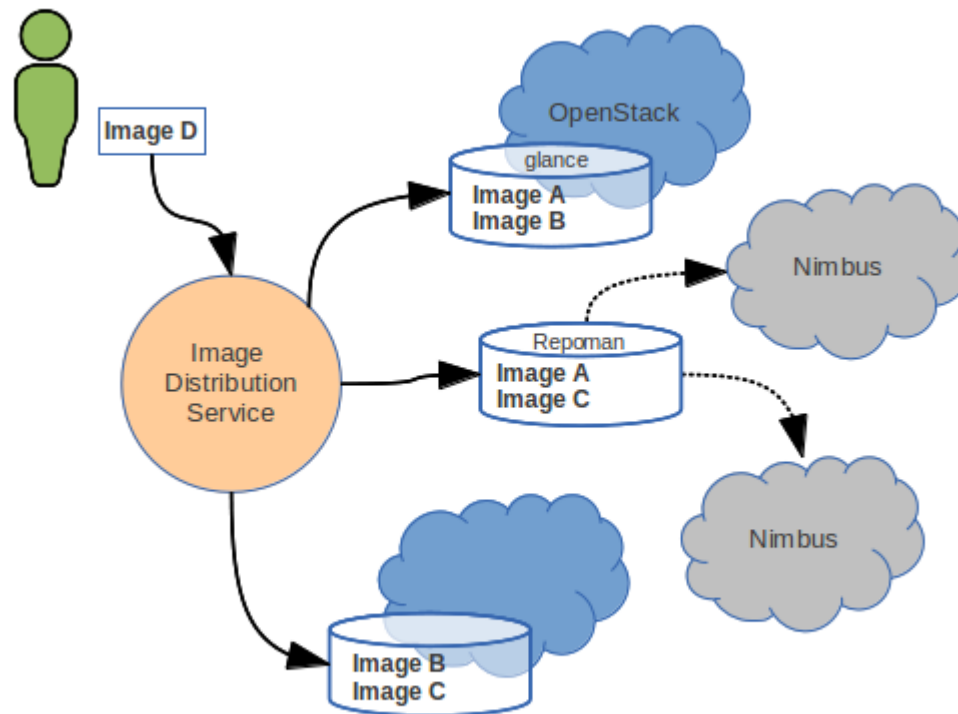 Image D
OpenStack
glance
Image A
Image B
Nimbus
Repoman
Image A
Image C
Image
Distribution
Service
Nimbus
Image B
Image C